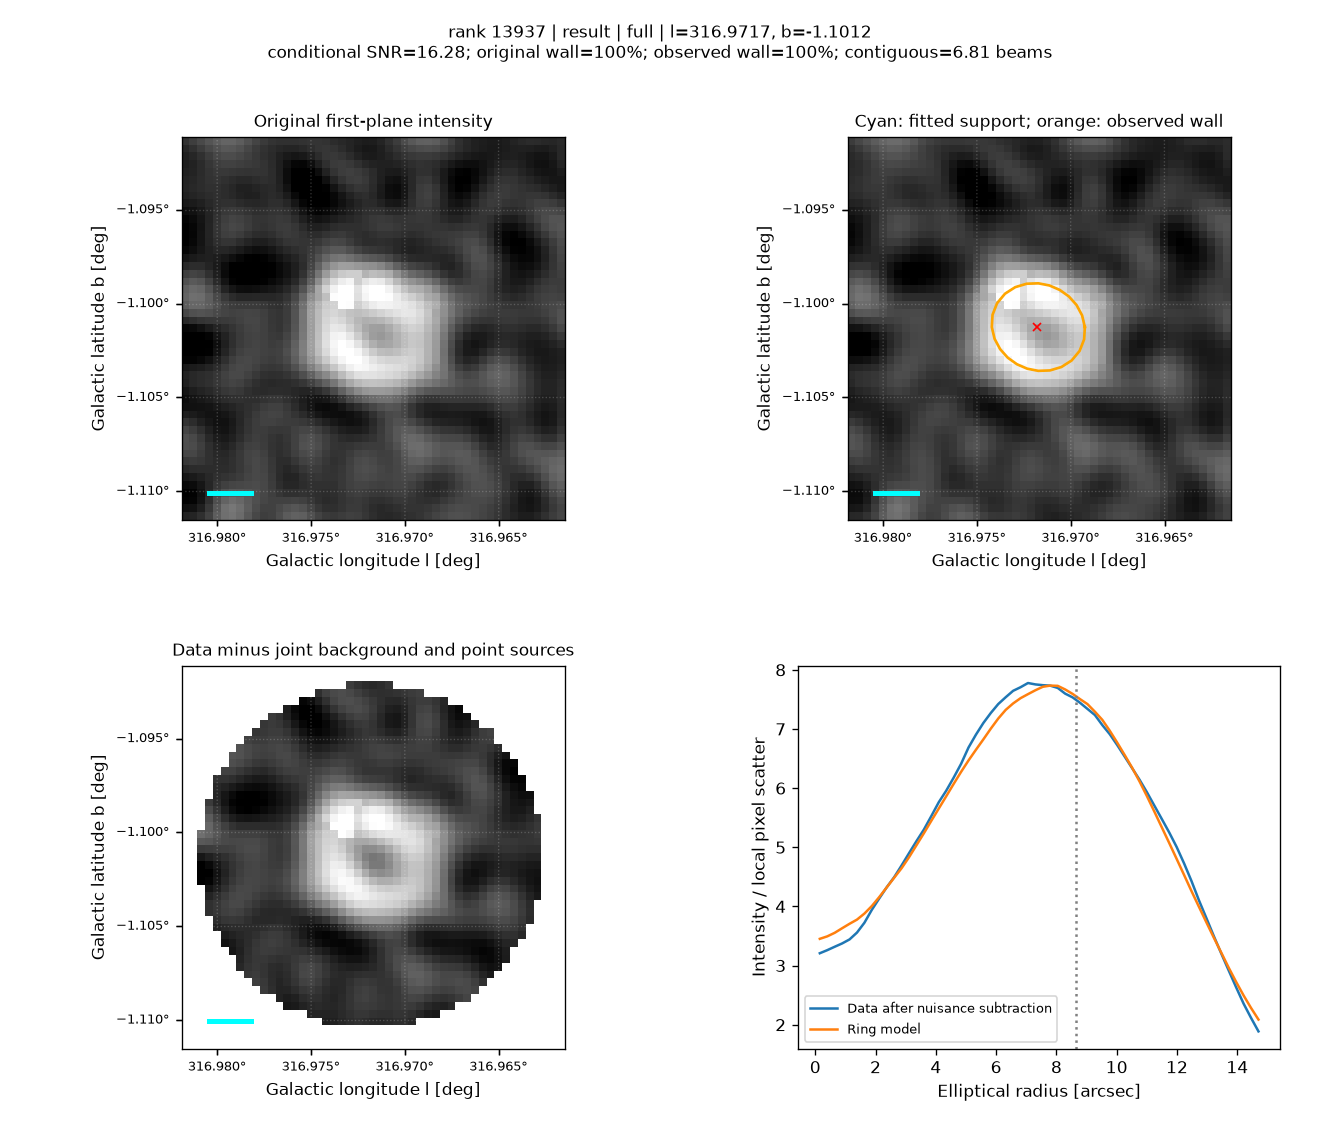 rank 13937 | result | full | l=316.9717, b=-1.1012
conditional SNR=16.28; original wall=100%; observed wall=100%; contiguous=6.81 beams
Original first-plane intensity
Galactic latitude b [deg]
−1.095°
−1.100°
−1.105°
−1.110°
316.980°
316.975°
316.970°
316.965°
Galactic longitude l [deg]
Cyan: fitted support; orange: observed wall
Galactic latitude b [deg]
−1.095°
−1.100°
−1.105°
−1.110°
316.980°
316.975°
316.970°
316.965°
Galactic longitude l [deg]
Data minus joint background and point sources
Galactic latitude b [deg]
−1.095°
−1.100°
−1.105°
−1.110°
316.980°
316.975°
316.970°
316.965°
Galactic longitude l [deg]
Intensity / local pixel scatter
8
7
6
5
4
3
2
Data after nuisance subtraction
Ring model
0
2
4
6
8
10
12
14
Elliptical radius [arcsec]